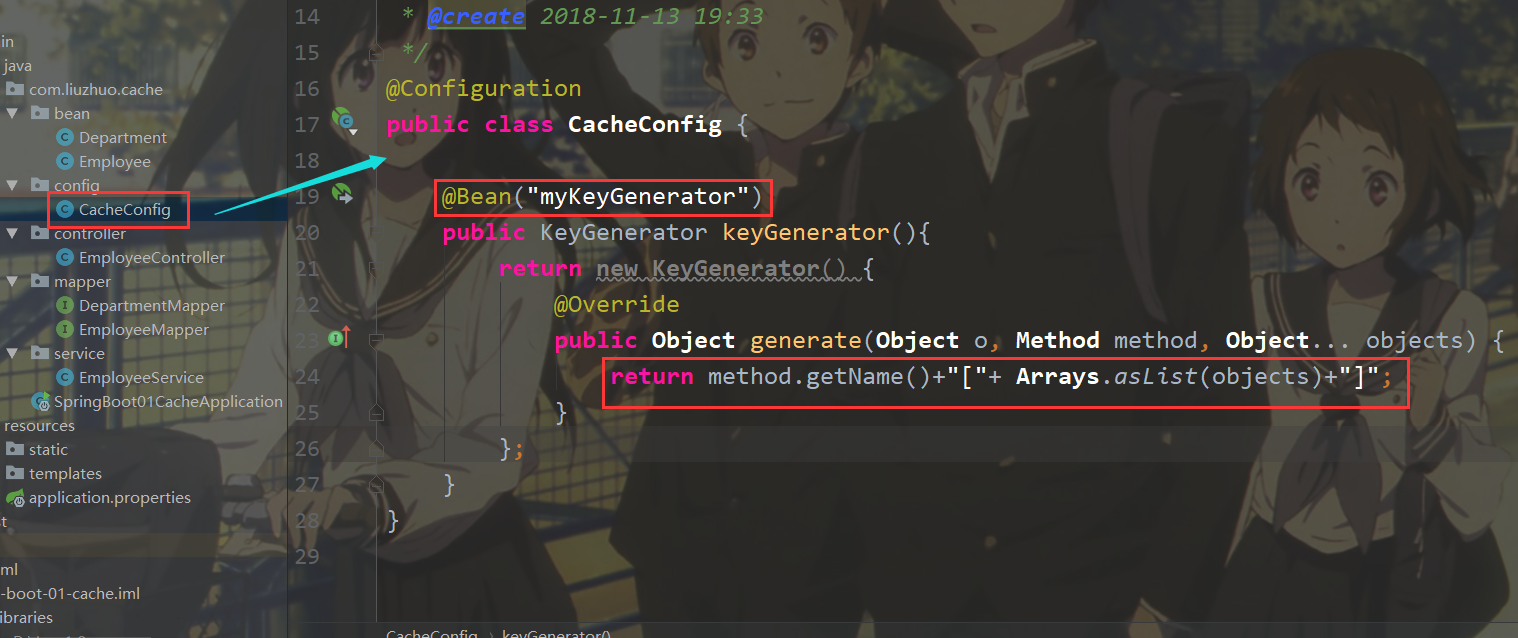 in
java
com.liuzhuo.cache
bean
Department
Employee
config
CacheConfig
controller
EmployeeController
mapper
DepartmentMapper
EmployeeMapper
service
EmployeeService
SpringBoot01CacheApplication
resources
static
templates
application.properties
t
ml
-boot-01-cache.iml
ibraries
14 * @create 2018-11-13 19:33
15 */
16 @Configuration
17 public class CacheConfig {
18
19 @Bean("myKeyGenerator")
20 public KeyGenerator keyGenerator(){
21 return new KeyGenerator() {
22 @Override
23 public Object generate(Object o, Method method, Object... objects) {
24 return method.getName()+"["+ Arrays.asList(objects)+"]";
25 }
26 };
27 }
28 }
29
CacheConfig › keyGenerator()